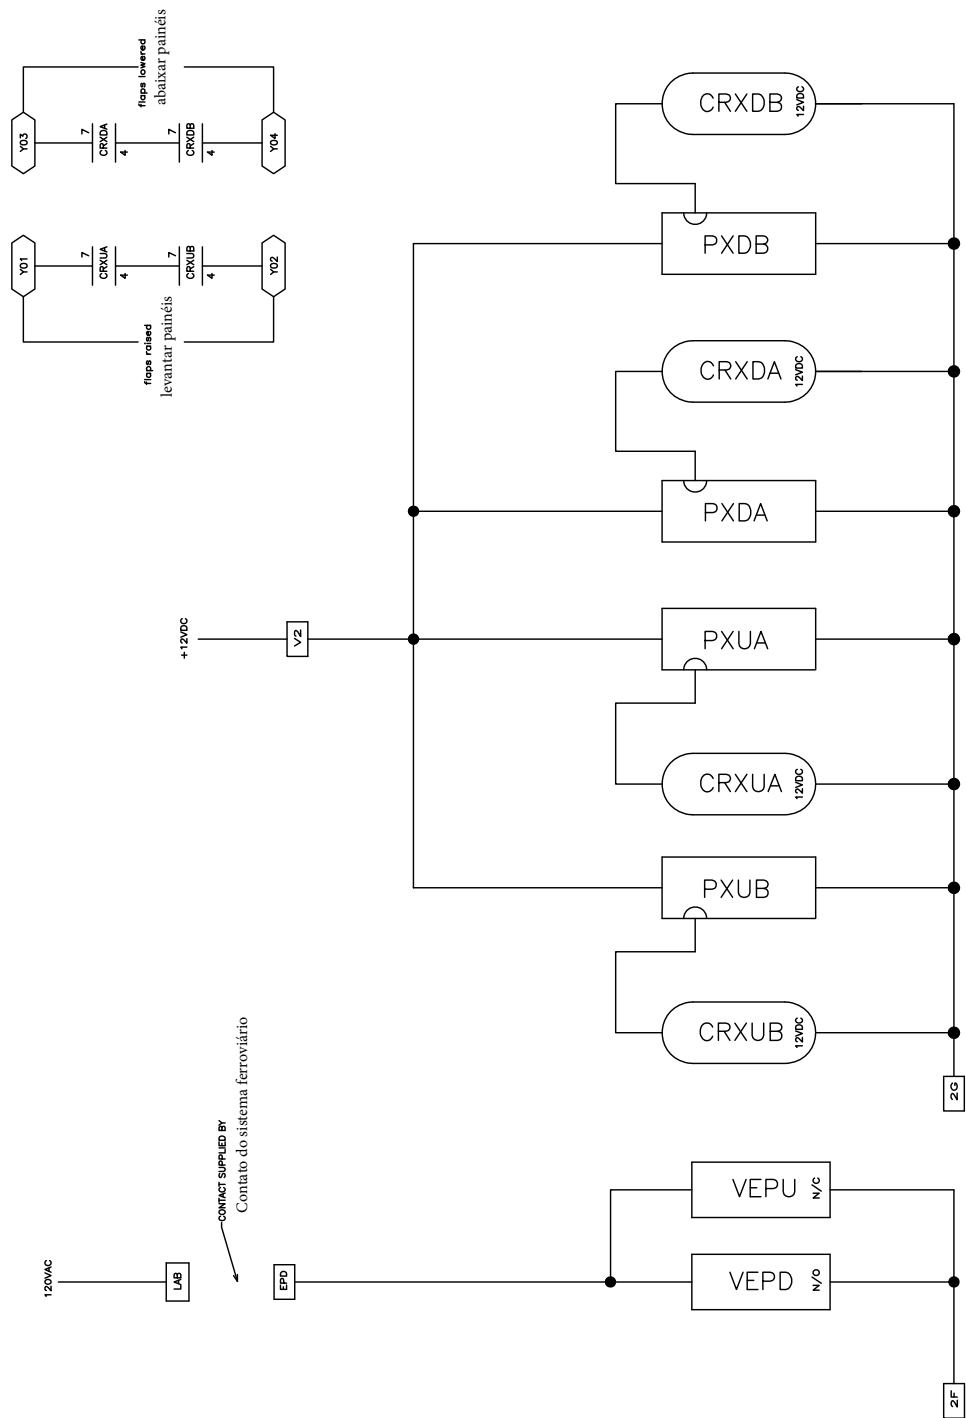 120VAC
LAB
CONTACT SUPPLIED BY
Contato do sistema ferroviário
EPD
VEPD
N/O
VEPU
N/C
2F
+12VDC
V2
CRXUB
12VDC
PXUB
CRXUA
12VDC
PXUA
PXDA
CRXDA
12VDC
PXDB
CRXDB
12VDC
2G
Y01
7
CRXUA
4
7
CRXUB
4
Y02
flaps raised
levantar painéis
Y03
7
CRXDA
4
7
CRXDB
4
Y04
flaps lowered
abaixar painéis